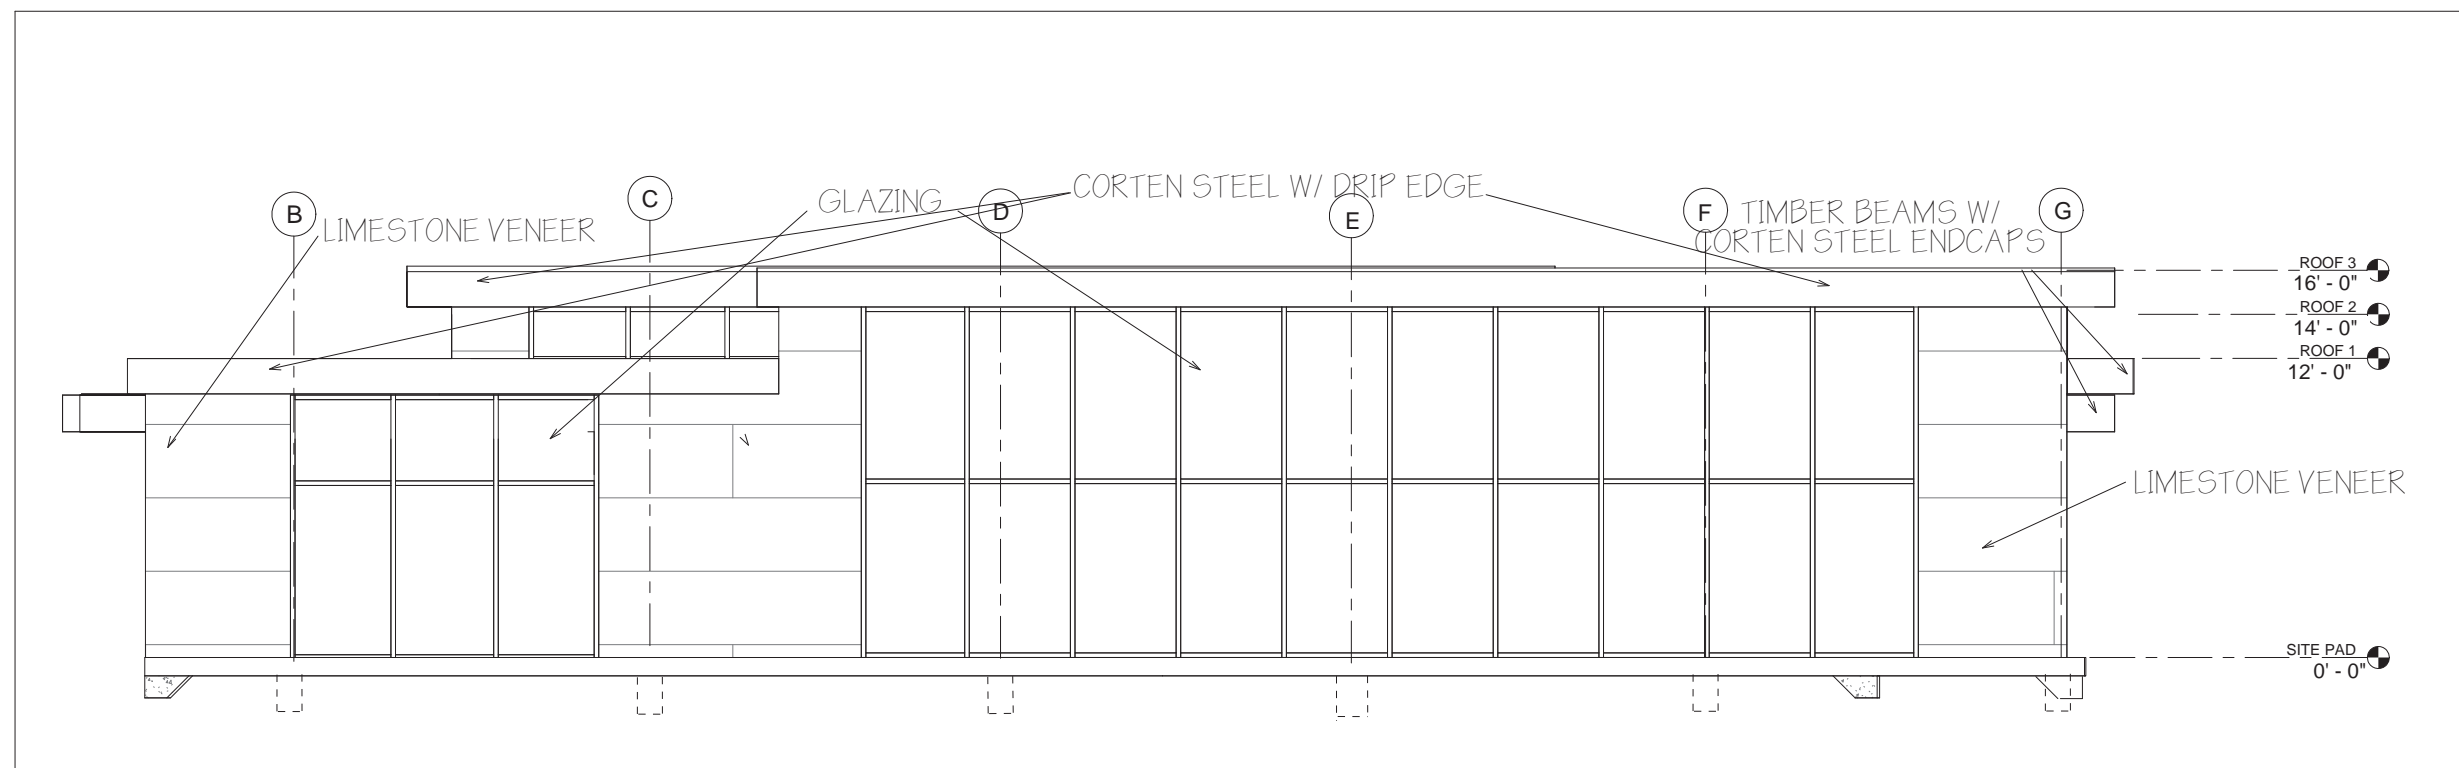 B
C
D
E
F
G
LIMESTONE VENEER
GLAZING
CORTEN STEEL W/ DRIP EDGE
TIMBER BEAMS W/
CORTEN STEEL ENDCAPS
ROOF 3
16' - 0"
ROOF 2
14' - 0"
ROOF 1
12' - 0"
LIMESTONE VENEER
SITE PAD
0' - 0"